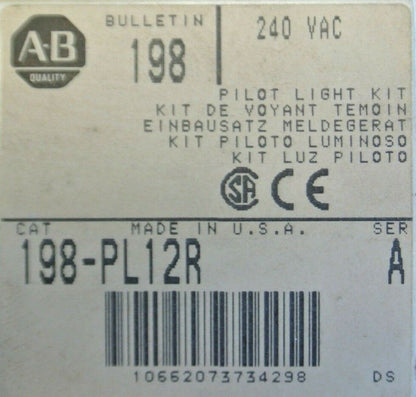 A-B
QUALITY
BULLETIN
198
240 VAC
PILOT LIGHT KIT
KIT DE VOYANT TEMOIN
EINBAUSATZ MELDEGERAT
KIT PILOTO LUMINOSO
KIT LUZ PILOTO
CSA CE
CAT MADE IN U.S.A. SER
198-PL12R A
10662073734298 DS